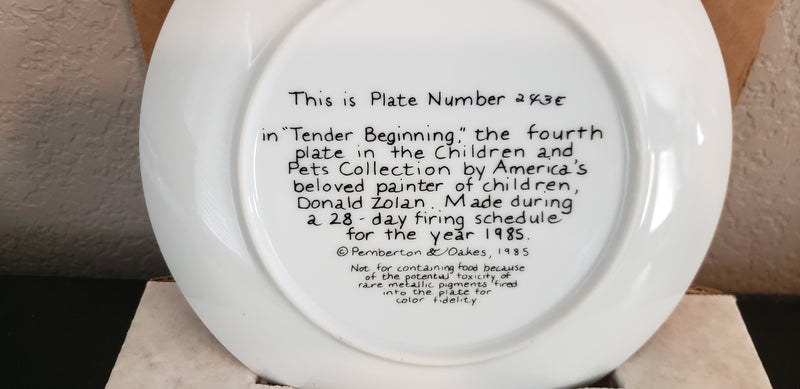 This is Plate Number 243E
in "Tender Beginning," the fourth
plate in the Children and
Pets Collection by America's
beloved painter of children,
Donald Zolan. Made during
a 28-day firing schedule
for the year 1985.
© Pemberton & Oakes, 1985
Not for containing food because
of the potential toxicity of
rare metallic pigments fired
into the plate for
color fidelity.